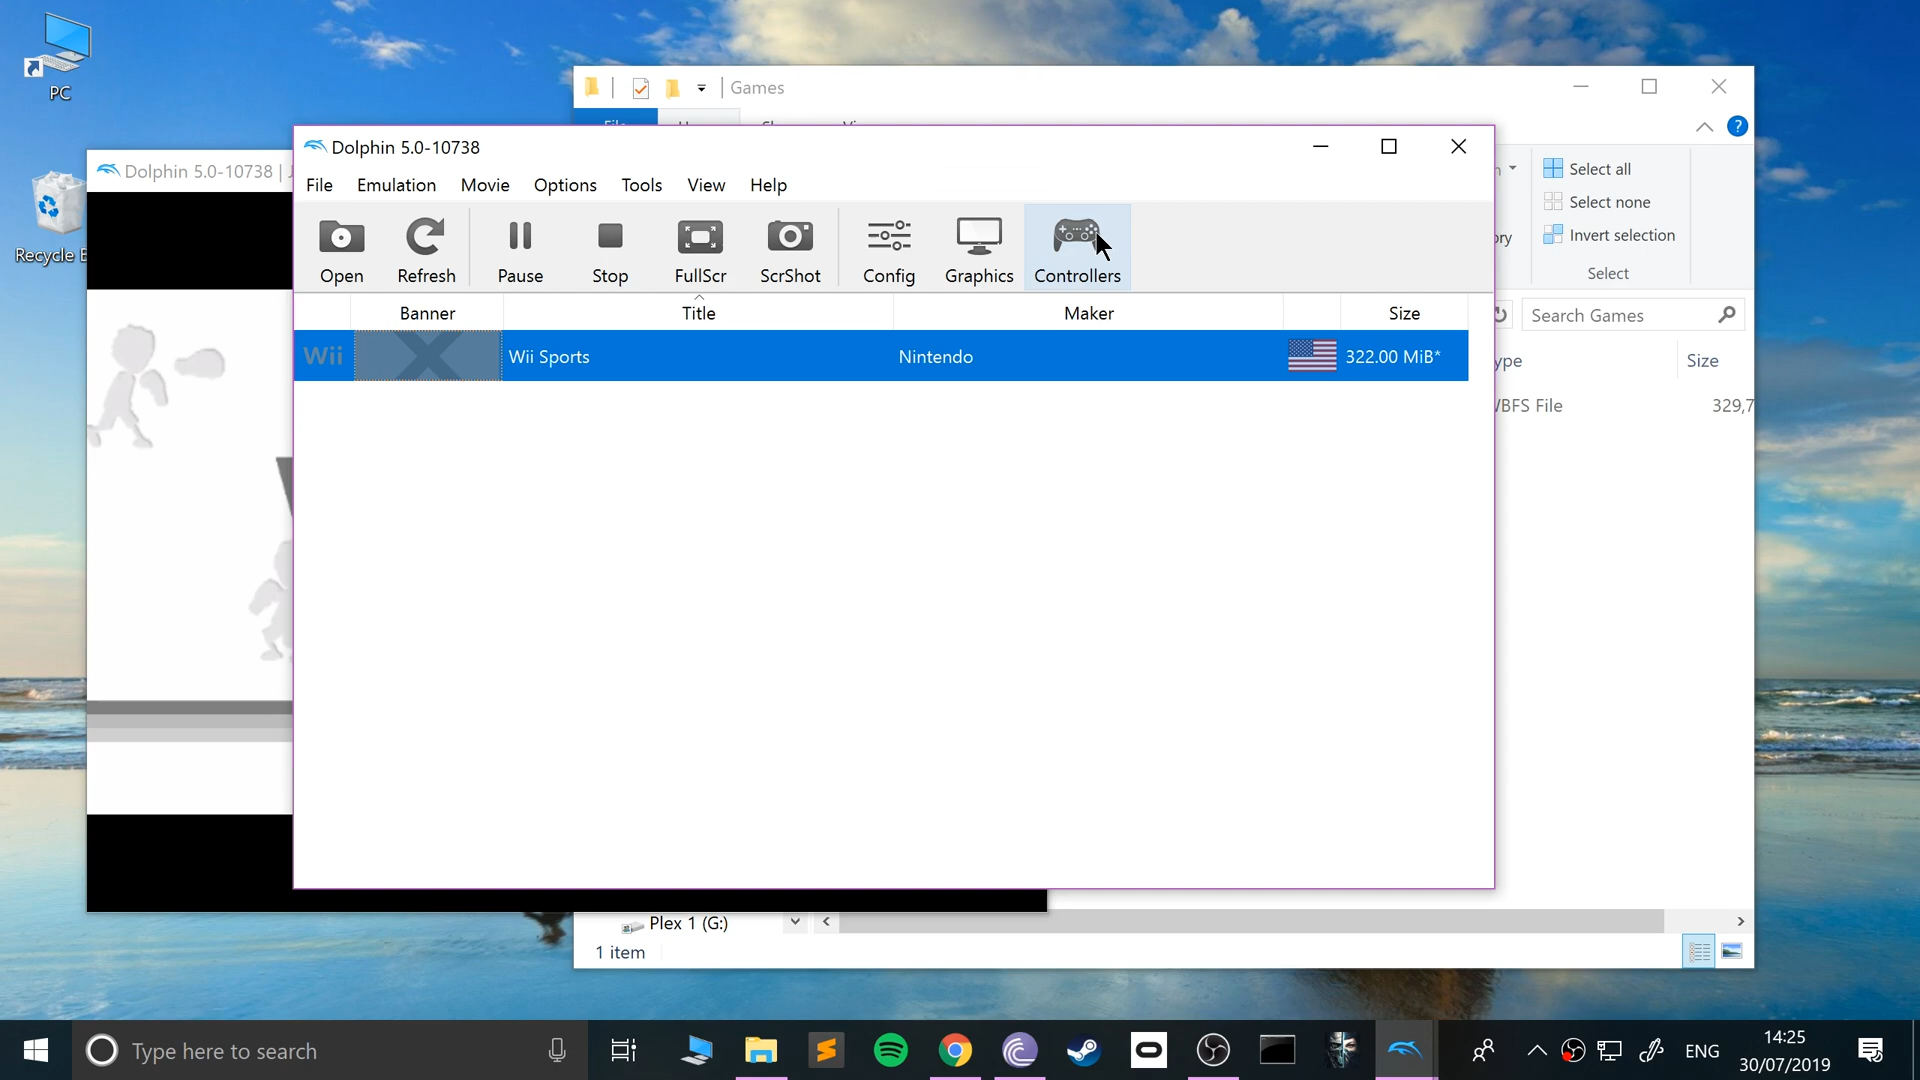 PC
Recycle B
Games
Dolphin 5.0-10738 |
Dolphin 5.0-10738
File Emulation Movie Options Tools View Help
Open Refresh Pause Stop FullScr ScrShot Config Graphics Controllers
Banner Title Maker Size
Wii Wii Sports Nintendo 322.00 MiB*
Select all
Select none
Invert selection
Select
Search Games
ype Size
BFS File 329,7
Plex 1 (G:)
1 item
Type here to search
ENG
14:25
30/07/2019